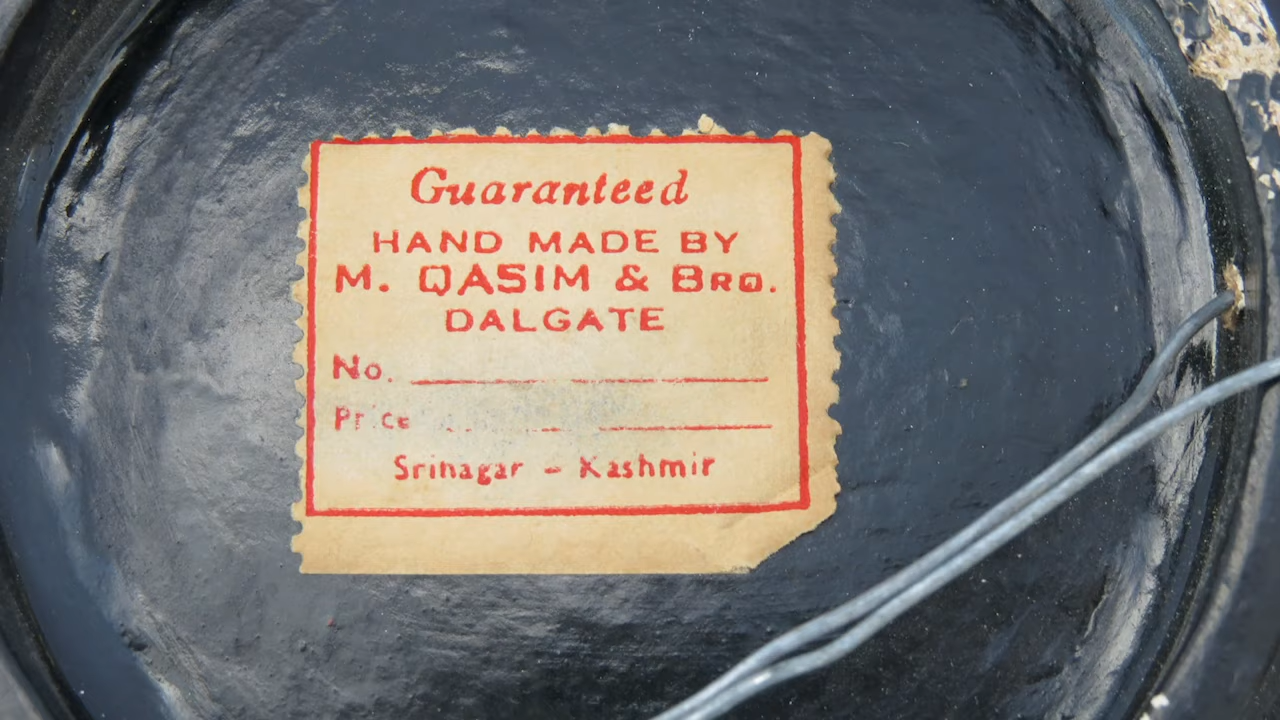 Guaranteed
HAND MADE BY
M. QASIM & BRO.
DALGATE
No.
Price
Srinagar - Kashmir